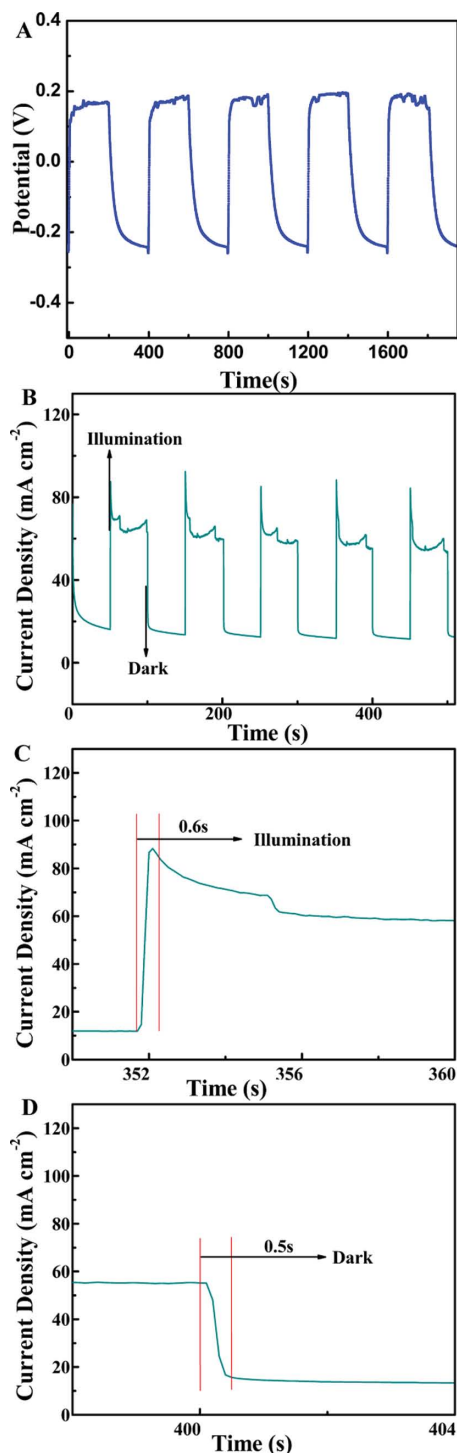 A
0.4
0.2
0.0
-0.2
-0.4
Potential (V)
0 400 800 1200 1600
Time(s)
B
120
80
40
0
Current Density (mA cm⁻²)
Illumination
Dark
0 200 400
Time (s)
C
120
100
80
60
40
20
0
Current Density (mA cm⁻²)
0.6s
Illumination
352 356 360
Time (s)
D
120
100
80
60
40
20
0
Current Density (mA cm⁻²)
0.5s
Dark
400 404
Time (s)